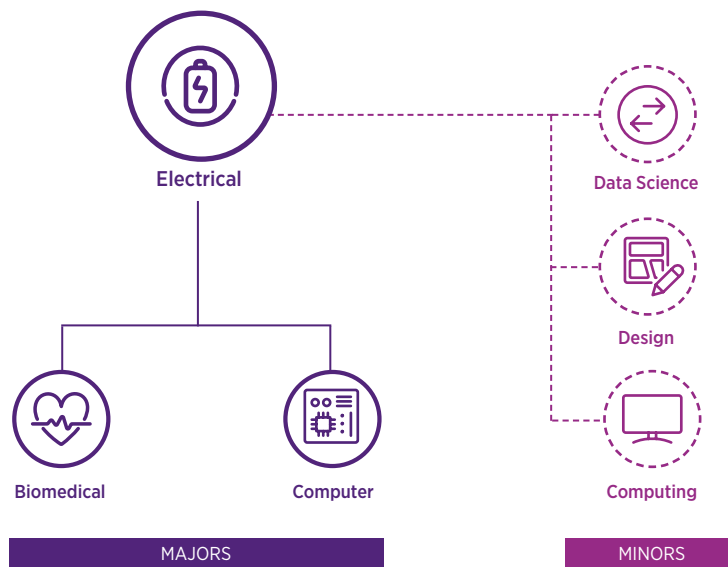 Electrical
Data Science
Design
Biomedical
Computer
Computing
MAJORS
MINORS